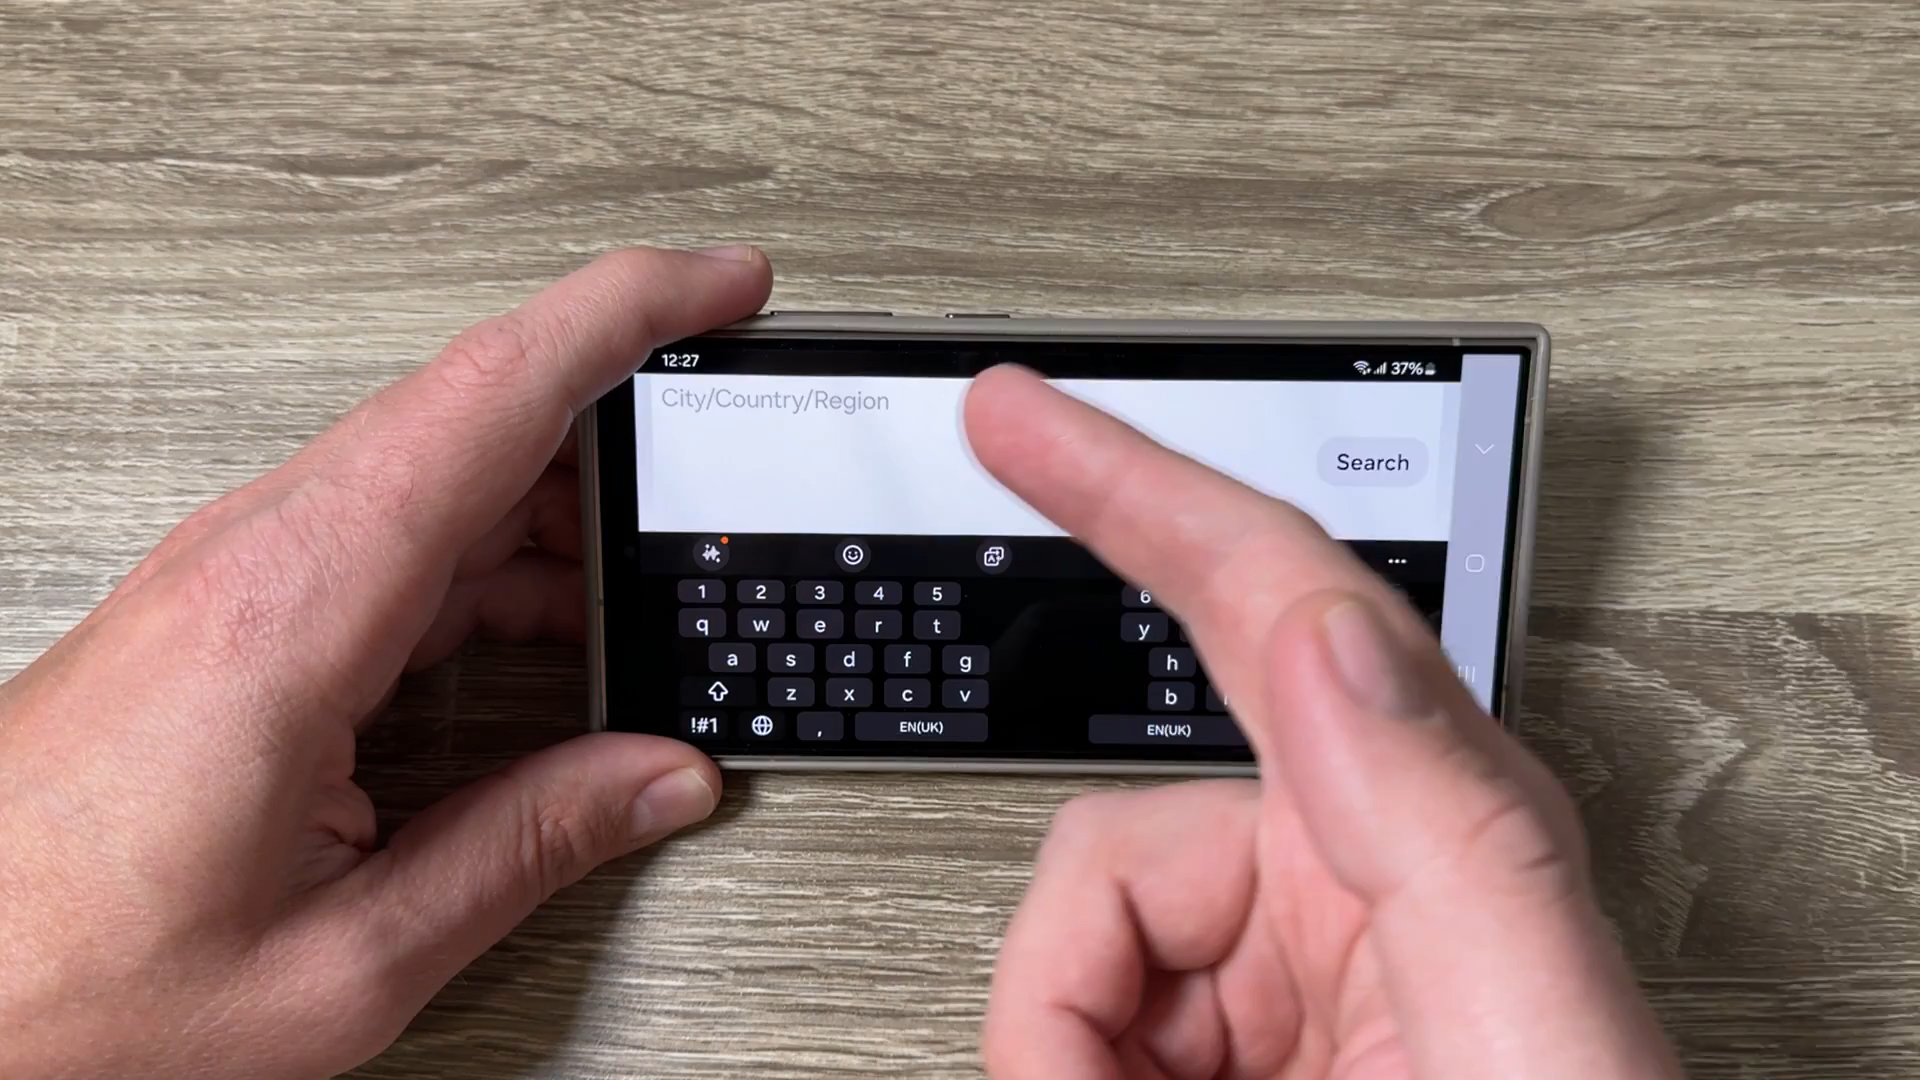 12:27 37%
City/Country/Region
Search
1 2 3 4 5 6
q w e r t y
a s d f g h
z x c v b
!#1 , EN(UK) EN(UK)